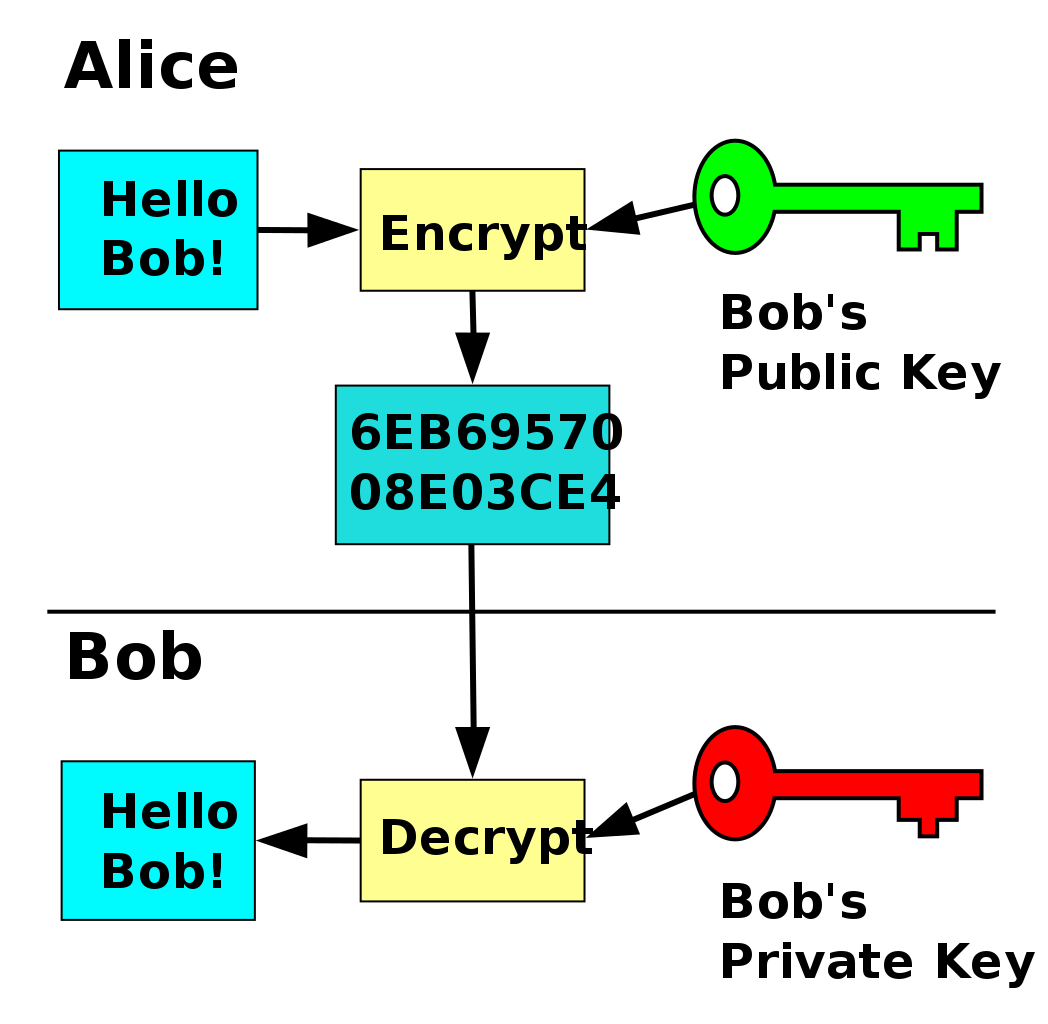 Alice
Hello
Bob!
Encrypt
Bob's
Public Key
6EB69570
08E03CE4
Bob
Hello
Bob!
Decrypt
Bob's
Private Key